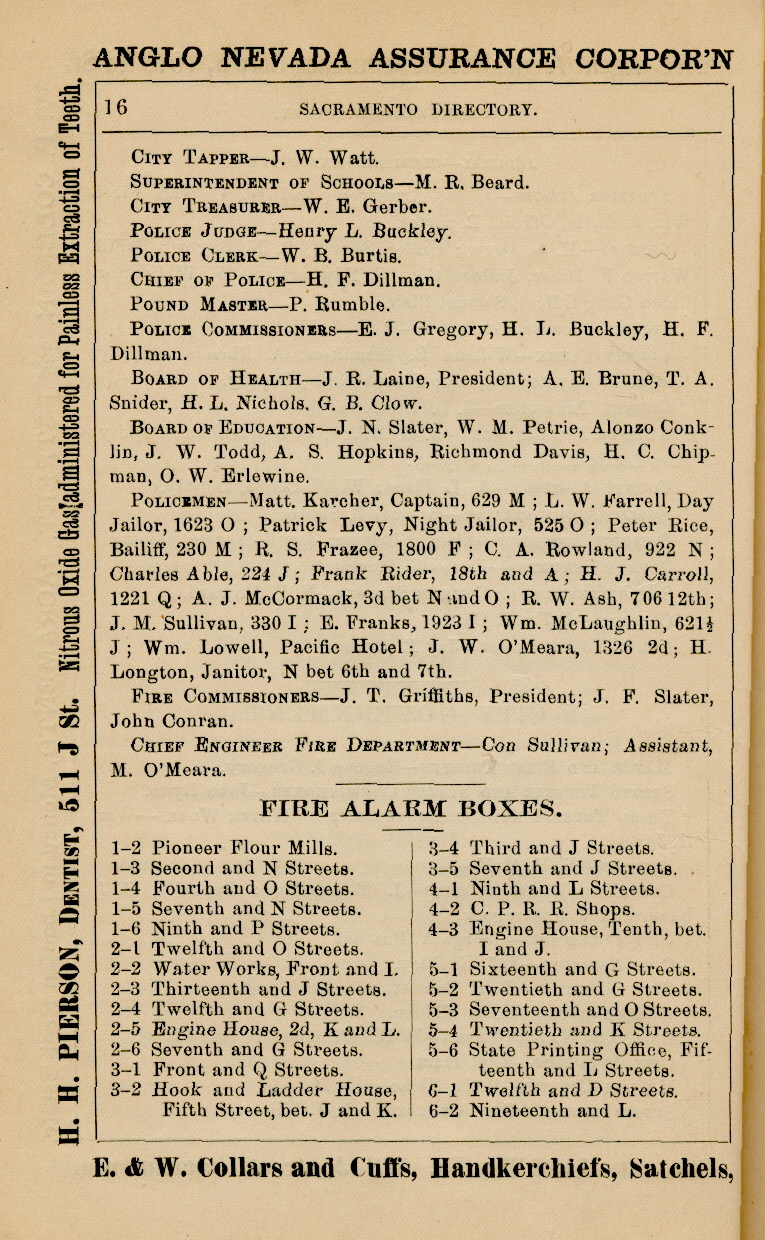 ANGLO NEVADA ASSURANCE CORPOR'N
16 SACRAMENTO DIRECTORY.
CITY TAPPER—J. W. Watt.
SUPERINTENDENT OF SCHOOLS—M. R. Beard.
CITY TREASURER—W. E. Gerber.
POLICE JUDGE—Henry L. Buckley.
POLICE CLERK—W. B. Burtis.
CHIEF OF POLICE—H. F. Dillman.
POUND MASTER—P. Rumble.
POLICE COMMISSIONERS—E. J. Gregory, H. L. Buckley, H. F.
Dillman.
BOARD OF HEALTH—J. R. Laine, President; A. E. Brune, T. A.
Snider, H. L. Nichols, G. B. Clow.
BOARD OF EDUCATION—J. N. Slater, W. M. Petrie, Alonzo Conk-
lin, J. W. Todd, A. S. Hopkins, Richmond Davis, H. C. Chip-
man, O. W. Erlewine.
POLICEMEN—Matt. Karcher, Captain, 629 M ; L. W. Farrell, Day
Jailor, 1623 O ; Patrick Levy, Night Jailor, 525 O ; Peter Rice,
Bailiff, 230 M ; R. S. Frazee, 1800 F ; C. A. Rowland, 922 N ;
Charles Able, 224 J ; Frank Rider, 18th and A ; H. J. Carroll,
1221 Q ; A. J. McCormack, 3d bet N and O ; R. W. Ash, 706 12th;
J. M. Sullivan, 330 I ; E. Franks, 1923 I ; Wm. McLaughlin, 621½
J ; Wm. Lowell, Pacific Hotel ; J. W. O'Meara, 1326 2d ; H.
Longton, Janitor, N bet 6th and 7th.
FIRE COMMISSIONERS—J. T. Griffiths, President; J. F. Slater,
John Conran.
CHIEF ENGINEER FIRE DEPARTMENT—Con Sullivan; Assistant,
M. O'Meara.
FIRE ALARM BOXES.
1–2 Pioneer Flour Mills.
1–3 Second and N Streets.
1–4 Fourth and O Streets.
1–5 Seventh and N Streets.
1–6 Ninth and P Streets.
2–1 Twelfth and O Streets.
2–2 Water Works, Front and I.
2–3 Thirteenth and J Streets.
2–4 Twelfth and G Streets.
2–5 Engine House, 2d, K and L.
2–6 Seventh and G Streets.
3–1 Front and Q Streets.
3–2 Hook and Ladder House,
Fifth Street, bet. J and K.
3–4 Third and J Streets.
3–5 Seventh and J Streets.
4–1 Ninth and L Streets.
4–2 C. P. R. R. Shops.
4–3 Engine House, Tenth, bet.
I and J.
5–1 Sixteenth and G Streets.
5–2 Twentieth and G Streets.
5–3 Seventeenth and O Streets.
5–4 Twentieth and K Streets.
5–6 State Printing Office, Fif-
teenth and L Streets.
6–1 Twelfth and D Streets.
6–2 Nineteenth and L.
E. & W. Collars and Cuffs, Handkerchiefs, Satchels,
H. H. PIERSON, DENTIST, 511 J St. Nitrous Oxide Gas administered for Painless Extraction of Teeth.